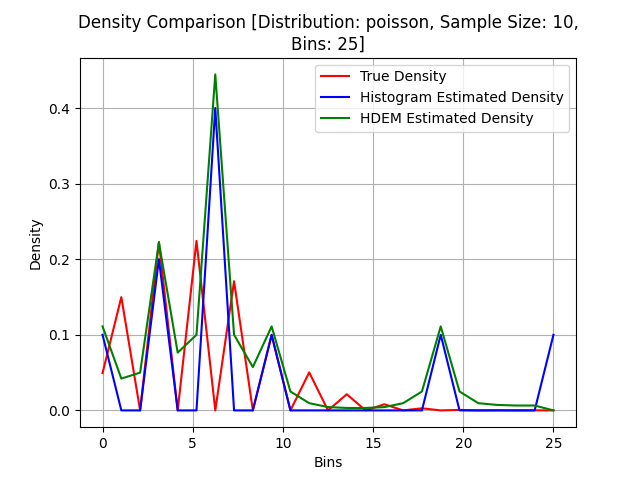 Density Comparison [Distribution: poisson, Sample Size: 10,
Bins: 25]
True Density
Histogram Estimated Density
HDEM Estimated Density
Density
0.4
0.3
0.2
0.1
0.0
0 5 10 15 20 25
Bins